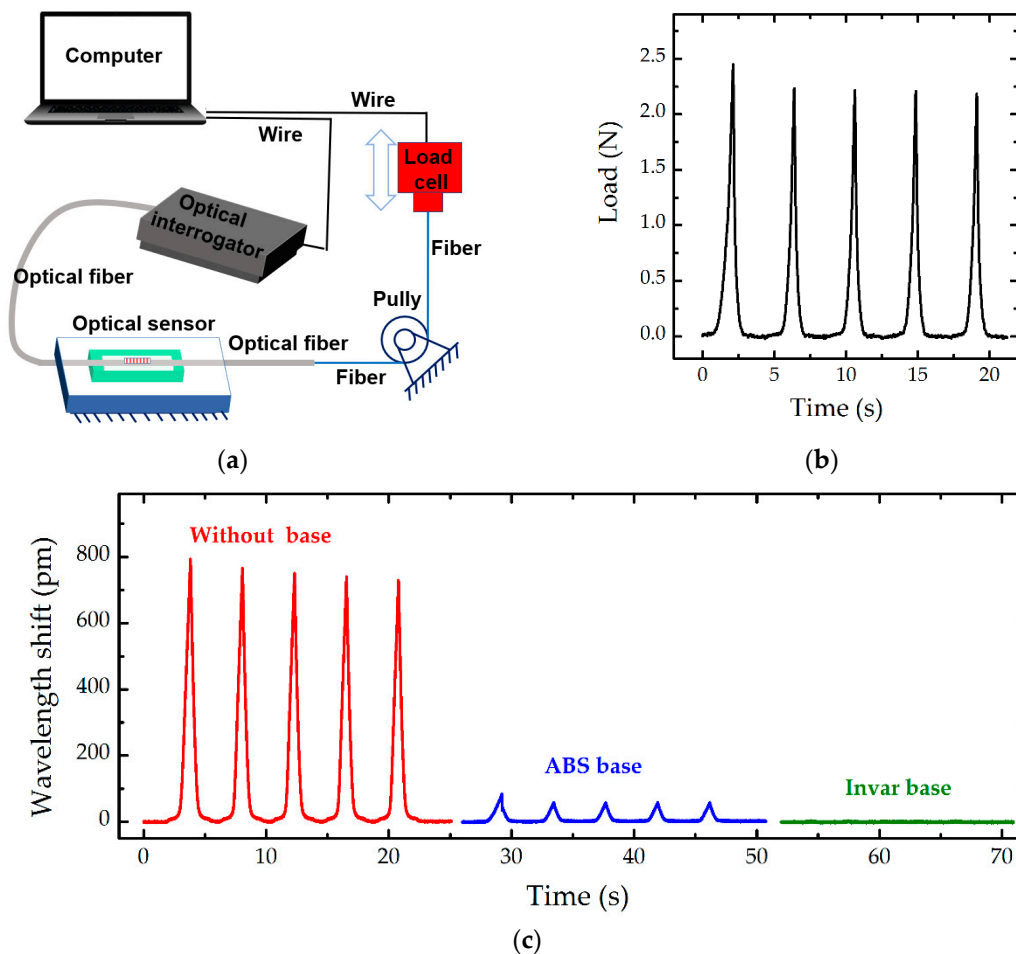 Computer
Wire
Wire
Load
cell
Optical
interrogator
Fiber
Optical fiber
Pully
Optical sensor
Optical fiber
Fiber
(a)
Load (N)
2.5
2.0
1.5
1.0
0.5
0.0
0 5 10 15 20
Time (s)
(b)
Wavelength shift (pm)
800
600
400
200
0
Without base
ABS base
Invar base
0 10 20 30 40 50 60 70
Time (s)
(c)